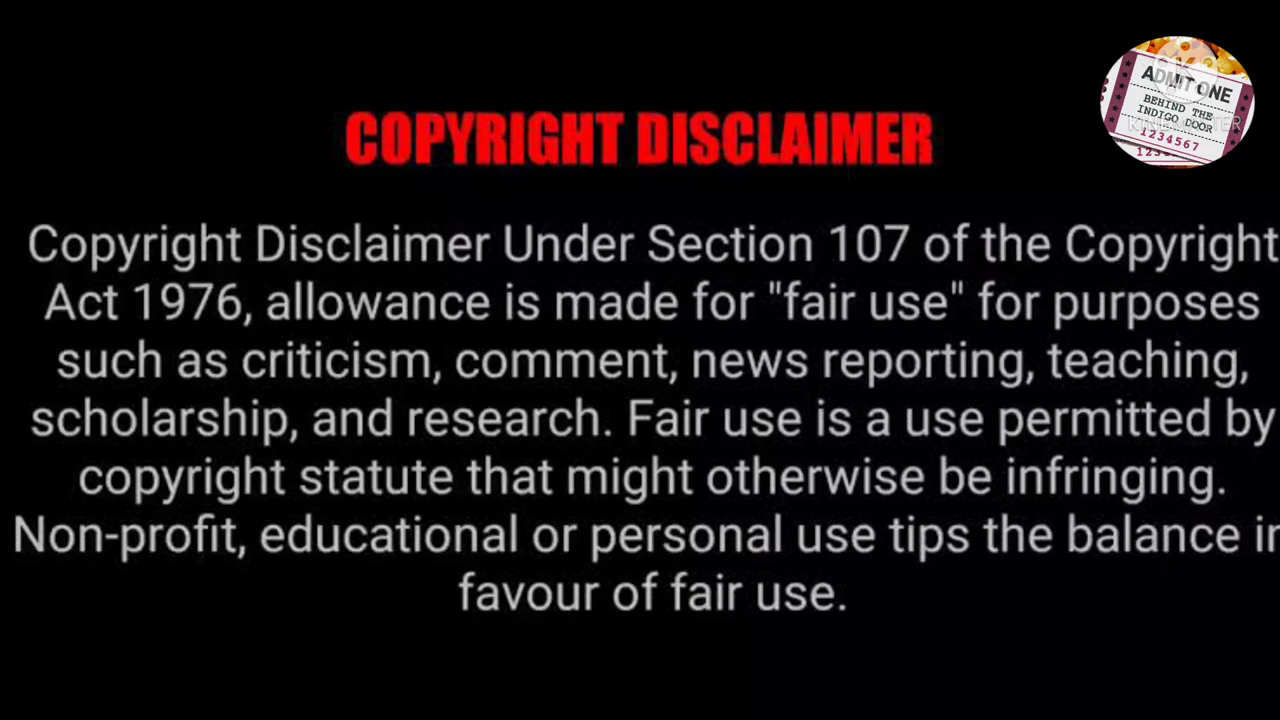 COPYRIGHT DISCLAIMER
Copyright Disclaimer Under Section 107 of the Copyright
Act 1976, allowance is made for "fair use" for purposes
such as criticism, comment, news reporting, teaching,
scholarship, and research. Fair use is a use permitted by
copyright statute that might otherwise be infringing.
Non-profit, educational or personal use tips the balance in
favour of fair use.
ADMIT ONE
BEHIND THE
INDIGO DOOR
1234567